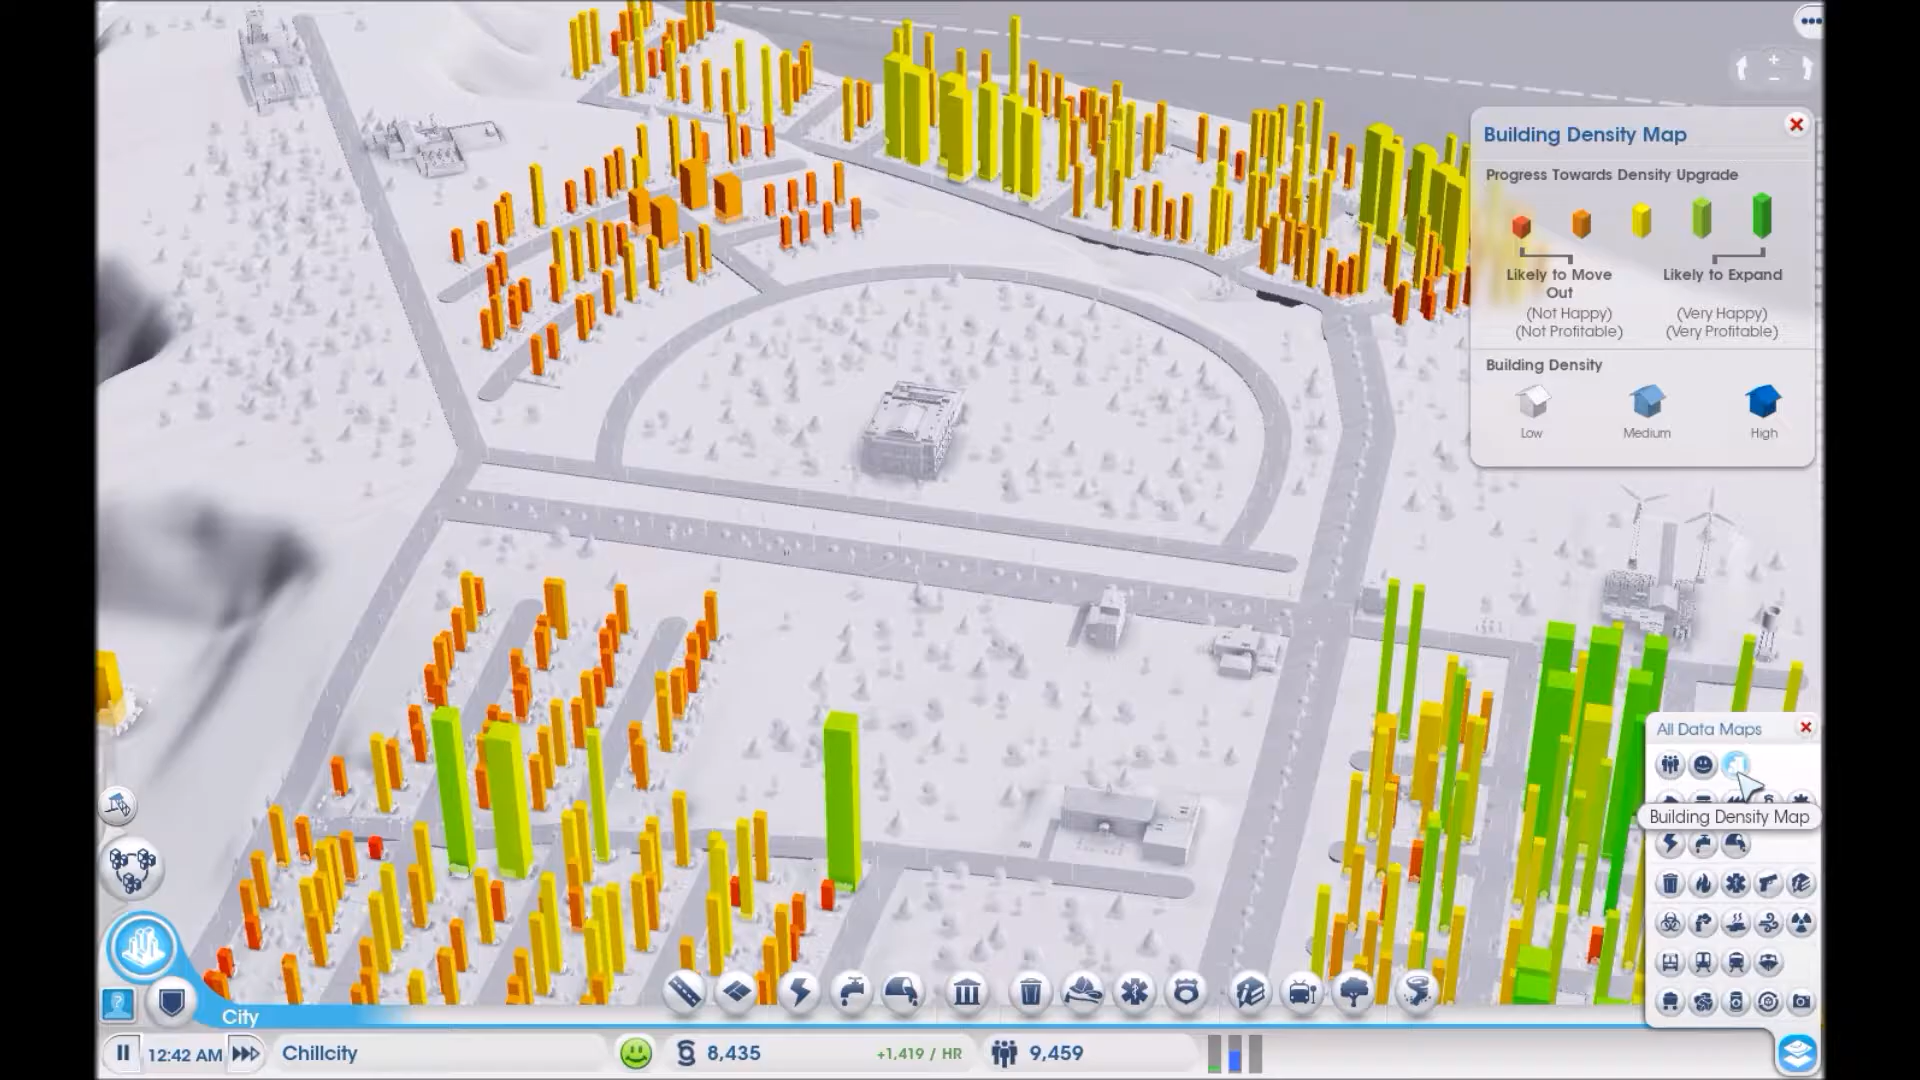 Building Density Map
Progress Towards Density Upgrade
Likely to Move Out
Likely to Expand
(Not Happy)
(Very Happy)
(Not Profitable)
(Very Profitable)
Building Density
Low
Medium
High
All Data Maps
Building Density Map
City
12:42 AM
Chillcity
8,435
+1,419 / HR
9,459